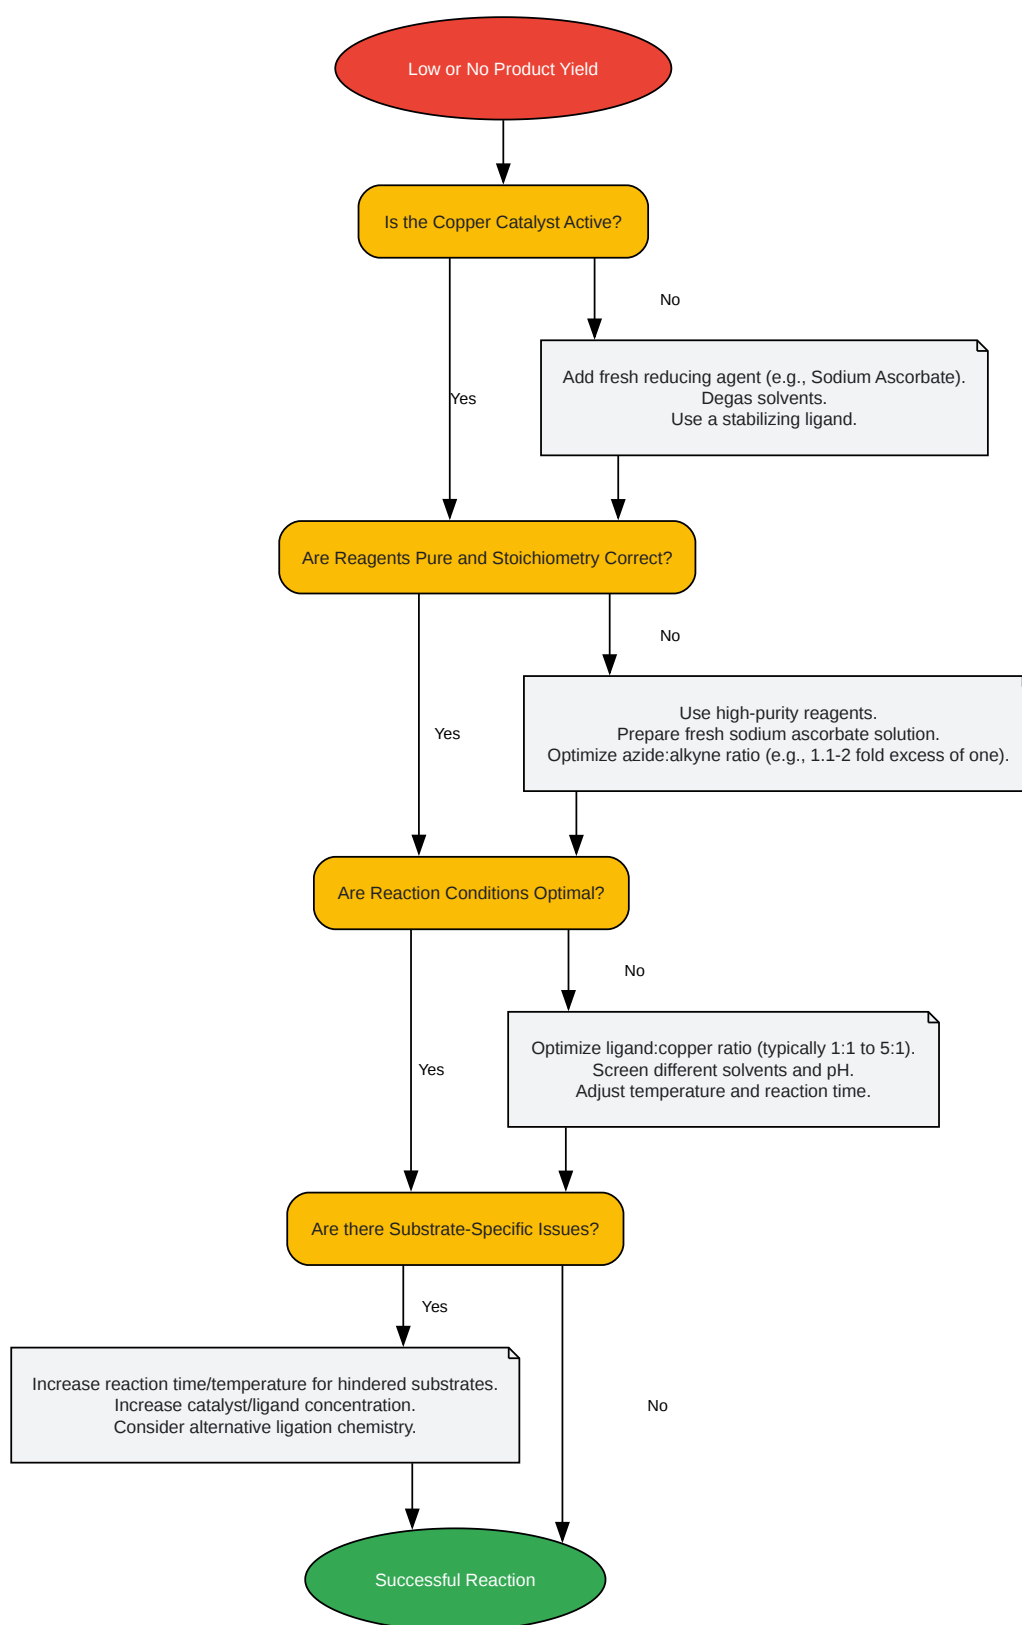 Low or No Product Yield
Is the Copper Catalyst Active?
No
Add fresh reducing agent (e.g., Sodium Ascorbate).
Degas solvents.
Use a stabilizing ligand.
Yes
Are Reagents Pure and Stoichiometry Correct?
No
Use high-purity reagents.
Prepare fresh sodium ascorbate solution.
Optimize azide:alkyne ratio (e.g., 1.1-2 fold excess of one).
Yes
Are Reaction Conditions Optimal?
No
Optimize ligand:copper ratio (typically 1:1 to 5:1).
Screen different solvents and pH.
Adjust temperature and reaction time.
Yes
Are there Substrate-Specific Issues?
Yes
Increase reaction time/temperature for hindered substrates.
Increase catalyst/ligand concentration.
Consider alternative ligation chemistry.
No
Successful Reaction